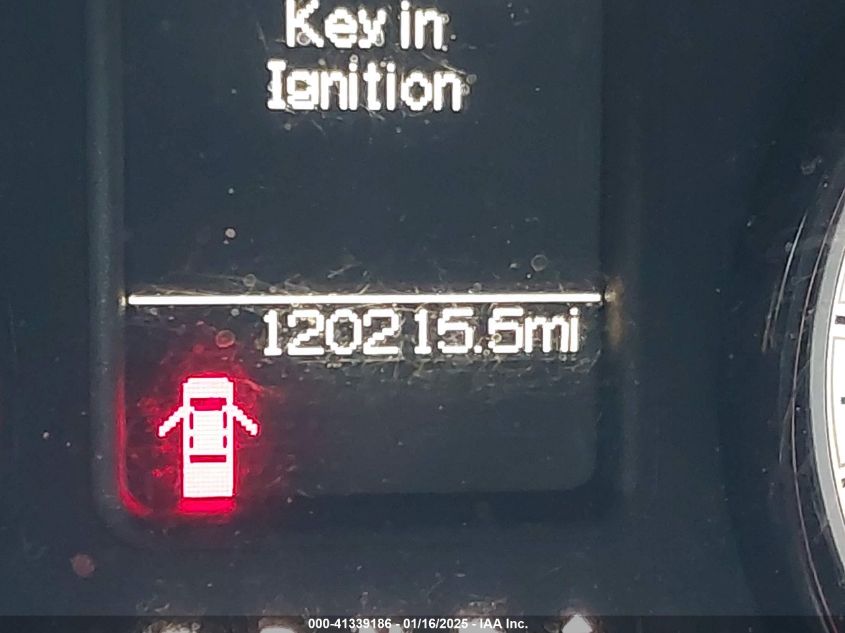 Key in
Ignition
120215.5mi
000-41339186 - 01/16/2025 - IAA Inc.